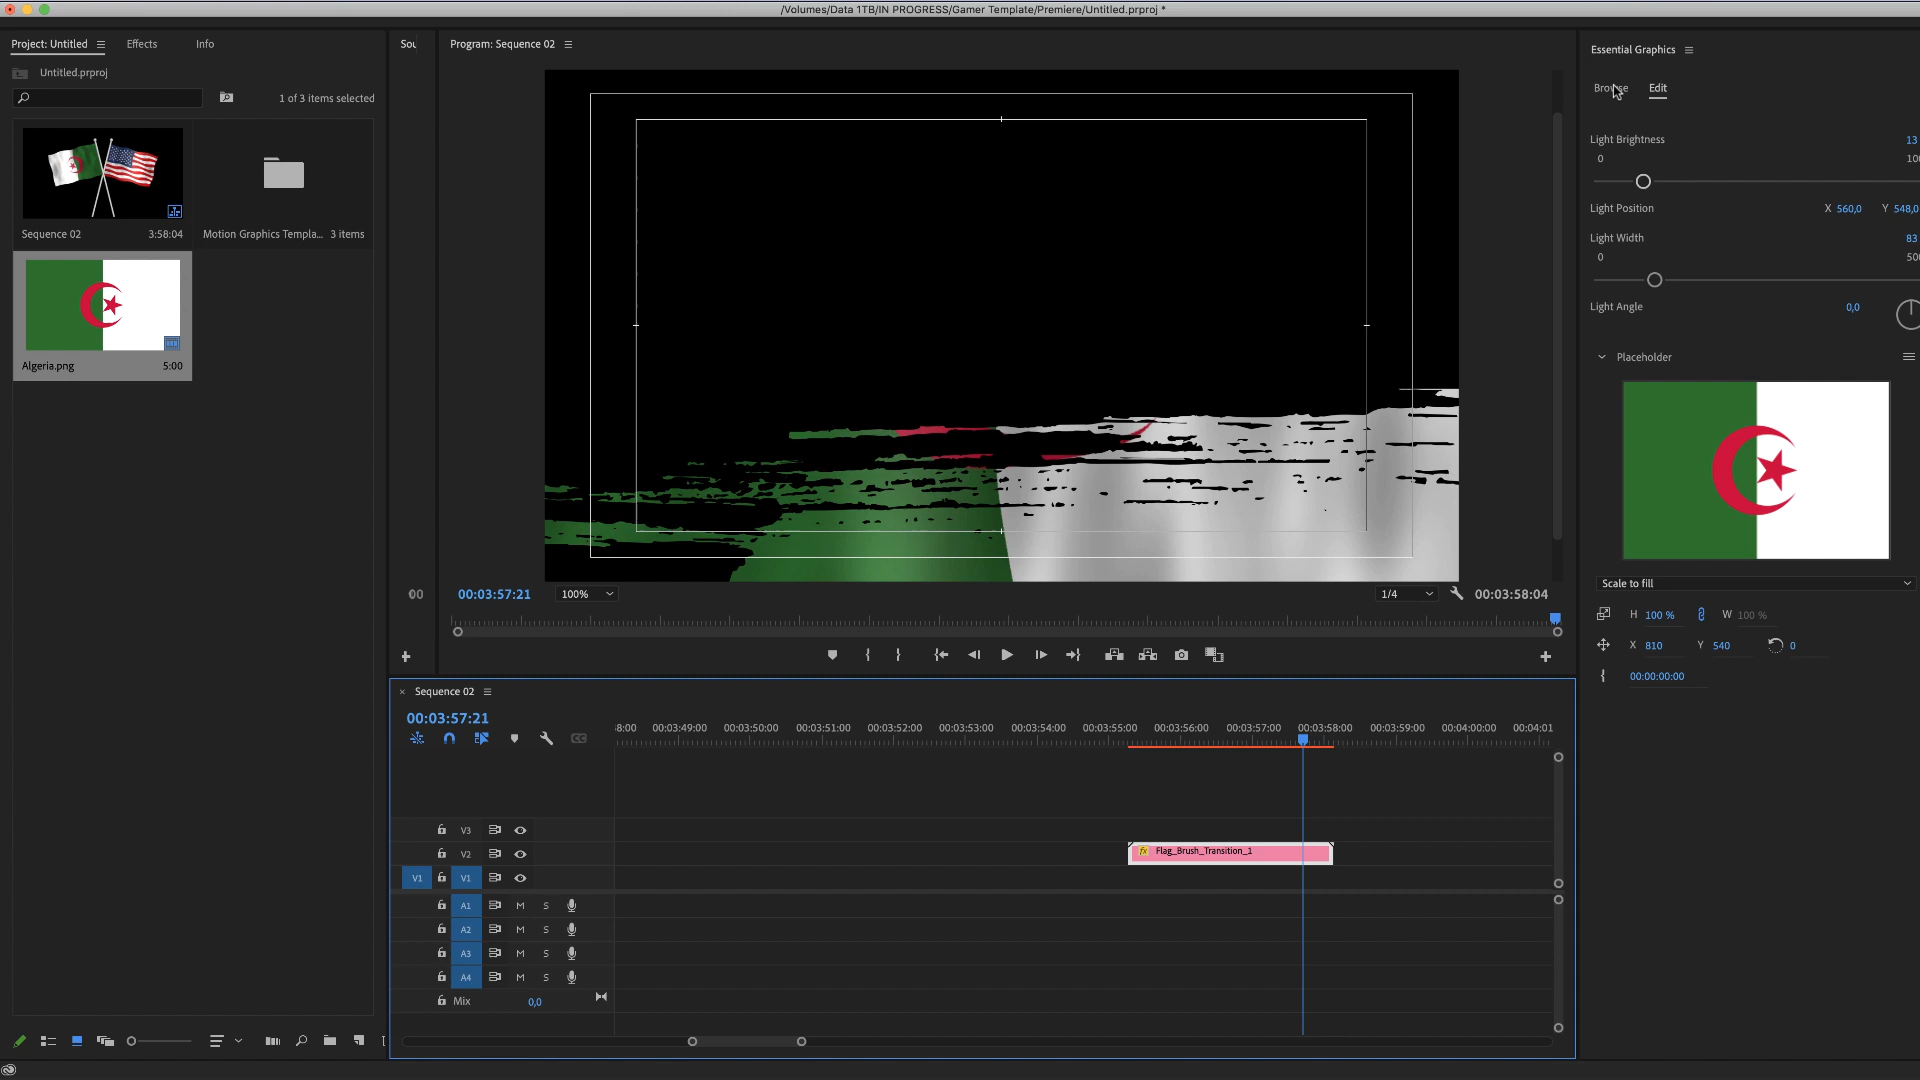 /Volumes/Data 1TB/IN PROGRESS/Gamer Template/Premiere/Untitled.prproj *
Project: Untitled
Effects
Info
Untitled.prproj
1 of 3 items selected
Sequence 02
3:58:04
Motion Graphics Templa...
3 items
Algeria.png
5:00
Program: Sequence 02
00:03:57:21
100%
1/4
00:03:58:04
Essential Graphics
Browse
Edit
Light Brightness
13
0
Light Position
X 560,0
Y 548,0
Light Width
83
0
Light Angle
0,0
Placeholder
Scale to fill
H 100 %
W 100 %
X 810
Y 540
0
00:00:00:00
Sequence 02
00:03:57:21
00:03:49:00 00:03:50:00 00:03:51:00 00:03:52:00 00:03:53:00 00:03:54:00 00:03:55:00 00:03:56:00 00:03:57:00 00:03:58:00 00:03:59:00 00:04:00:00 00:04:01
V3
V2
Flag_Brush_Transition_1
V1 V1
A1 M S
A2 M S
A3 M S
A4 M S
Mix
0,0